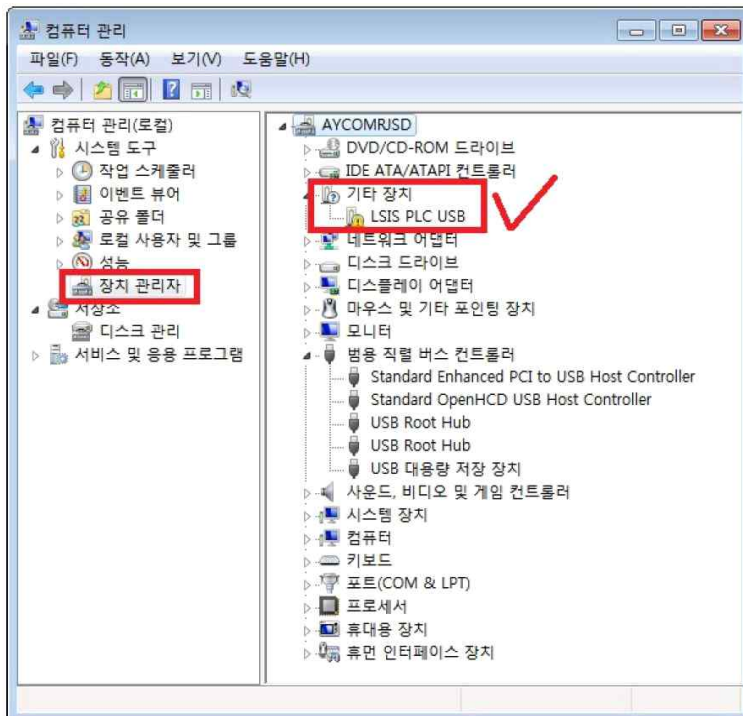 컴퓨터 관리
파일(F) 동작(A) 보기(V) 도움말(H)
컴퓨터 관리(로컬)
시스템 도구
작업 스케줄러
이벤트 뷰어
공유 폴더
로컬 사용자 및 그룹
성능
장치 관리자
저장소
디스크 관리
서비스 및 응용 프로그램
AYCOMRJSD
DVD/CD-ROM 드라이브
IDE ATA/ATAPI 컨트롤러
기타 장치
LSIS PLC USB
네트워크 어댑터
디스크 드라이브
디스플레이 어댑터
마우스 및 기타 포인팅 장치
모니터
범용 직렬 버스 컨트롤러
Standard Enhanced PCI to USB Host Controller
Standard OpenHCD USB Host Controller
USB Root Hub
USB Root Hub
USB 대용량 저장 장치
사운드, 비디오 및 게임 컨트롤러
시스템 장치
컴퓨터
키보드
포트(COM & LPT)
프로세서
휴대용 장치
휴먼 인터페이스 장치